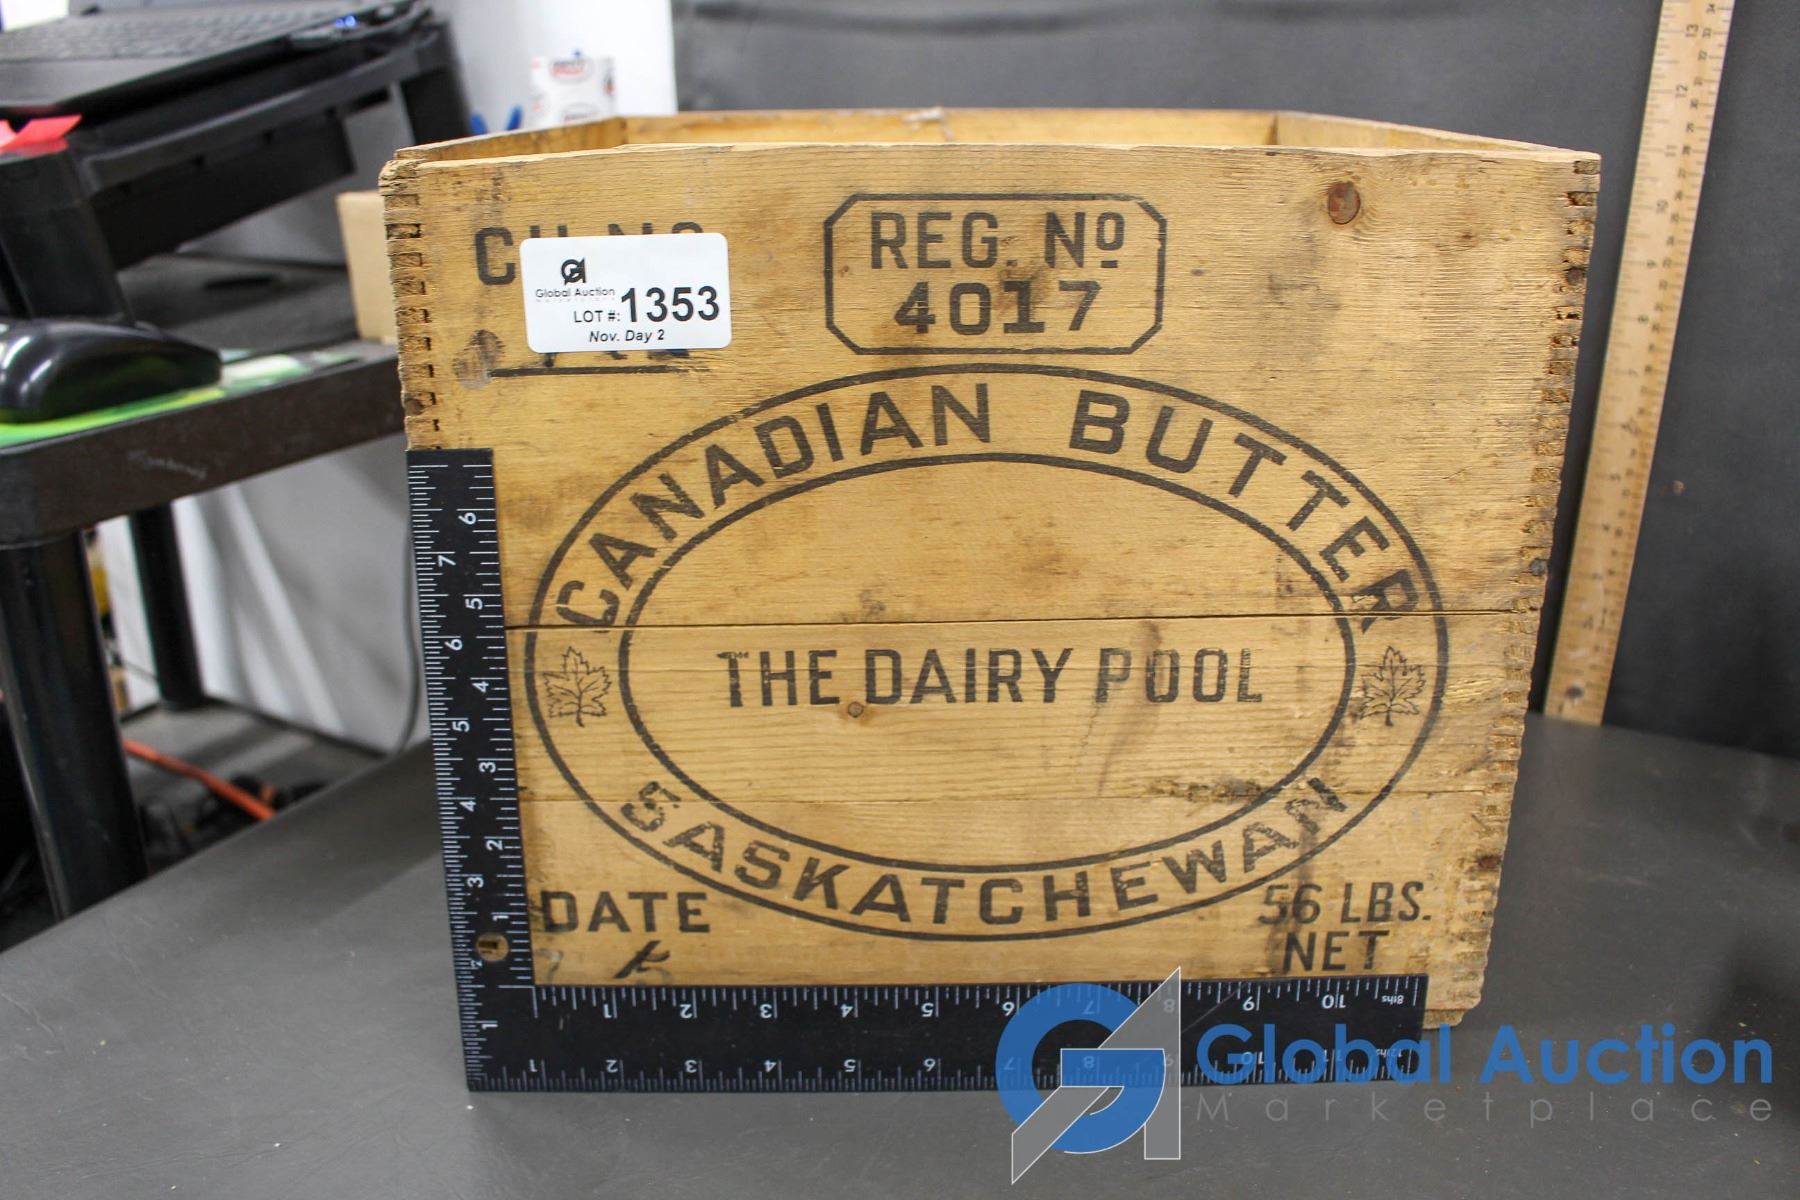 REG. Nº
4017
Global Auction
LOT #: 1353
Nov. Day 2
CANADIAN BUTTER
THE DAIRY POOL
SASKATCHEWAN
DATE
56 LBS.
NET
Global Auction
Marketplace